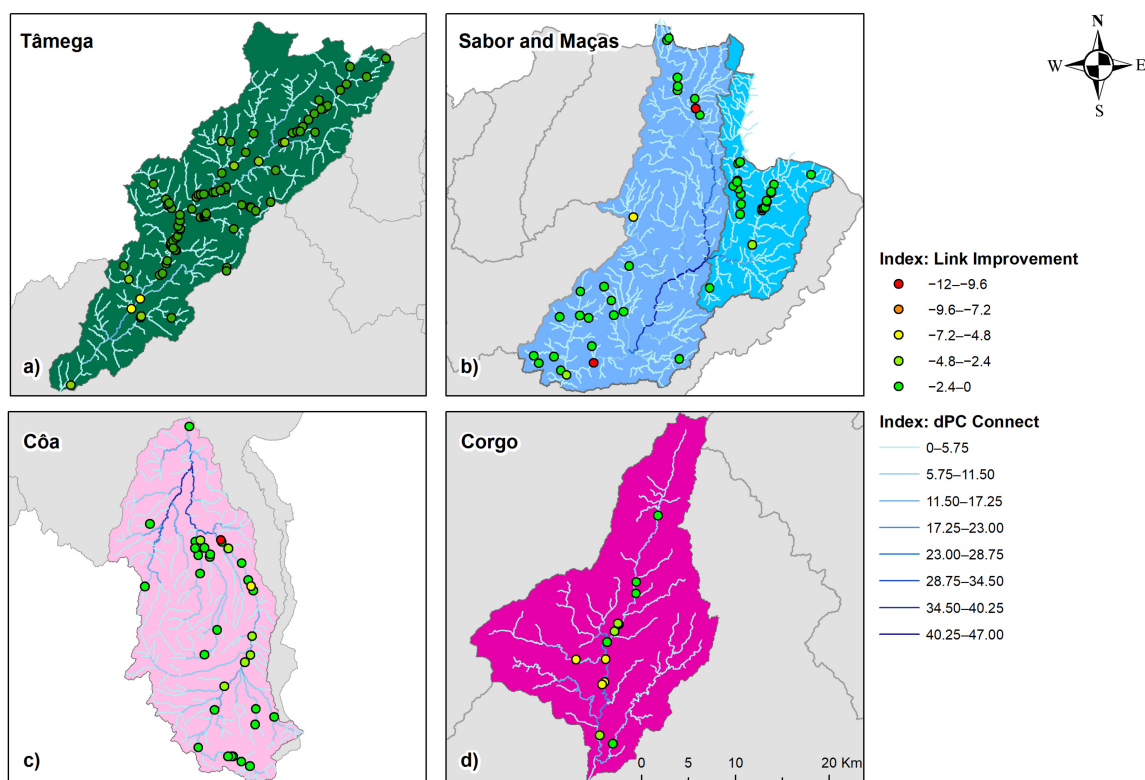 Tâmega
a)
Sabor and Maças
b)
N
W E
S
Index: Link Improvement
−12–−9.6
−9.6–−7.2
−7.2–−4.8
−4.8–−2.4
−2.4–0
Index: dPC Connect
0–5.75
5.75–11.50
11.50–17.25
17.25–23.00
23.00–28.75
28.75–34.50
34.50–40.25
40.25–47.00
Côa
c)
Corgo
d)
0 5 10 20 Km